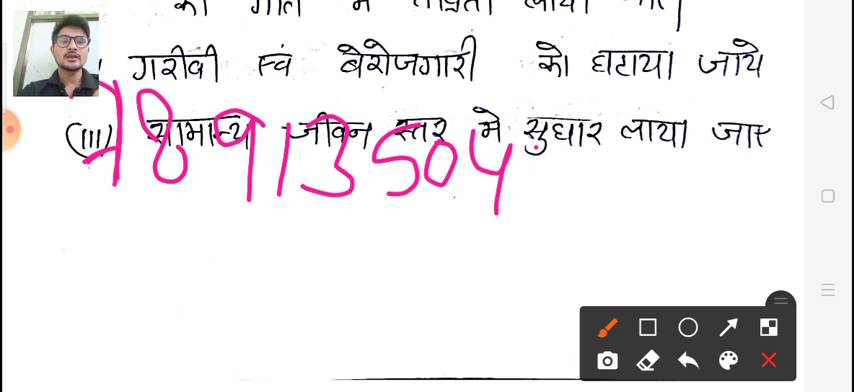 गरीवी एवं बेरोजगारी को घटाया जाये
(III) सामान्य जीवन स्तर मे सुधार लाया जाए
78913504